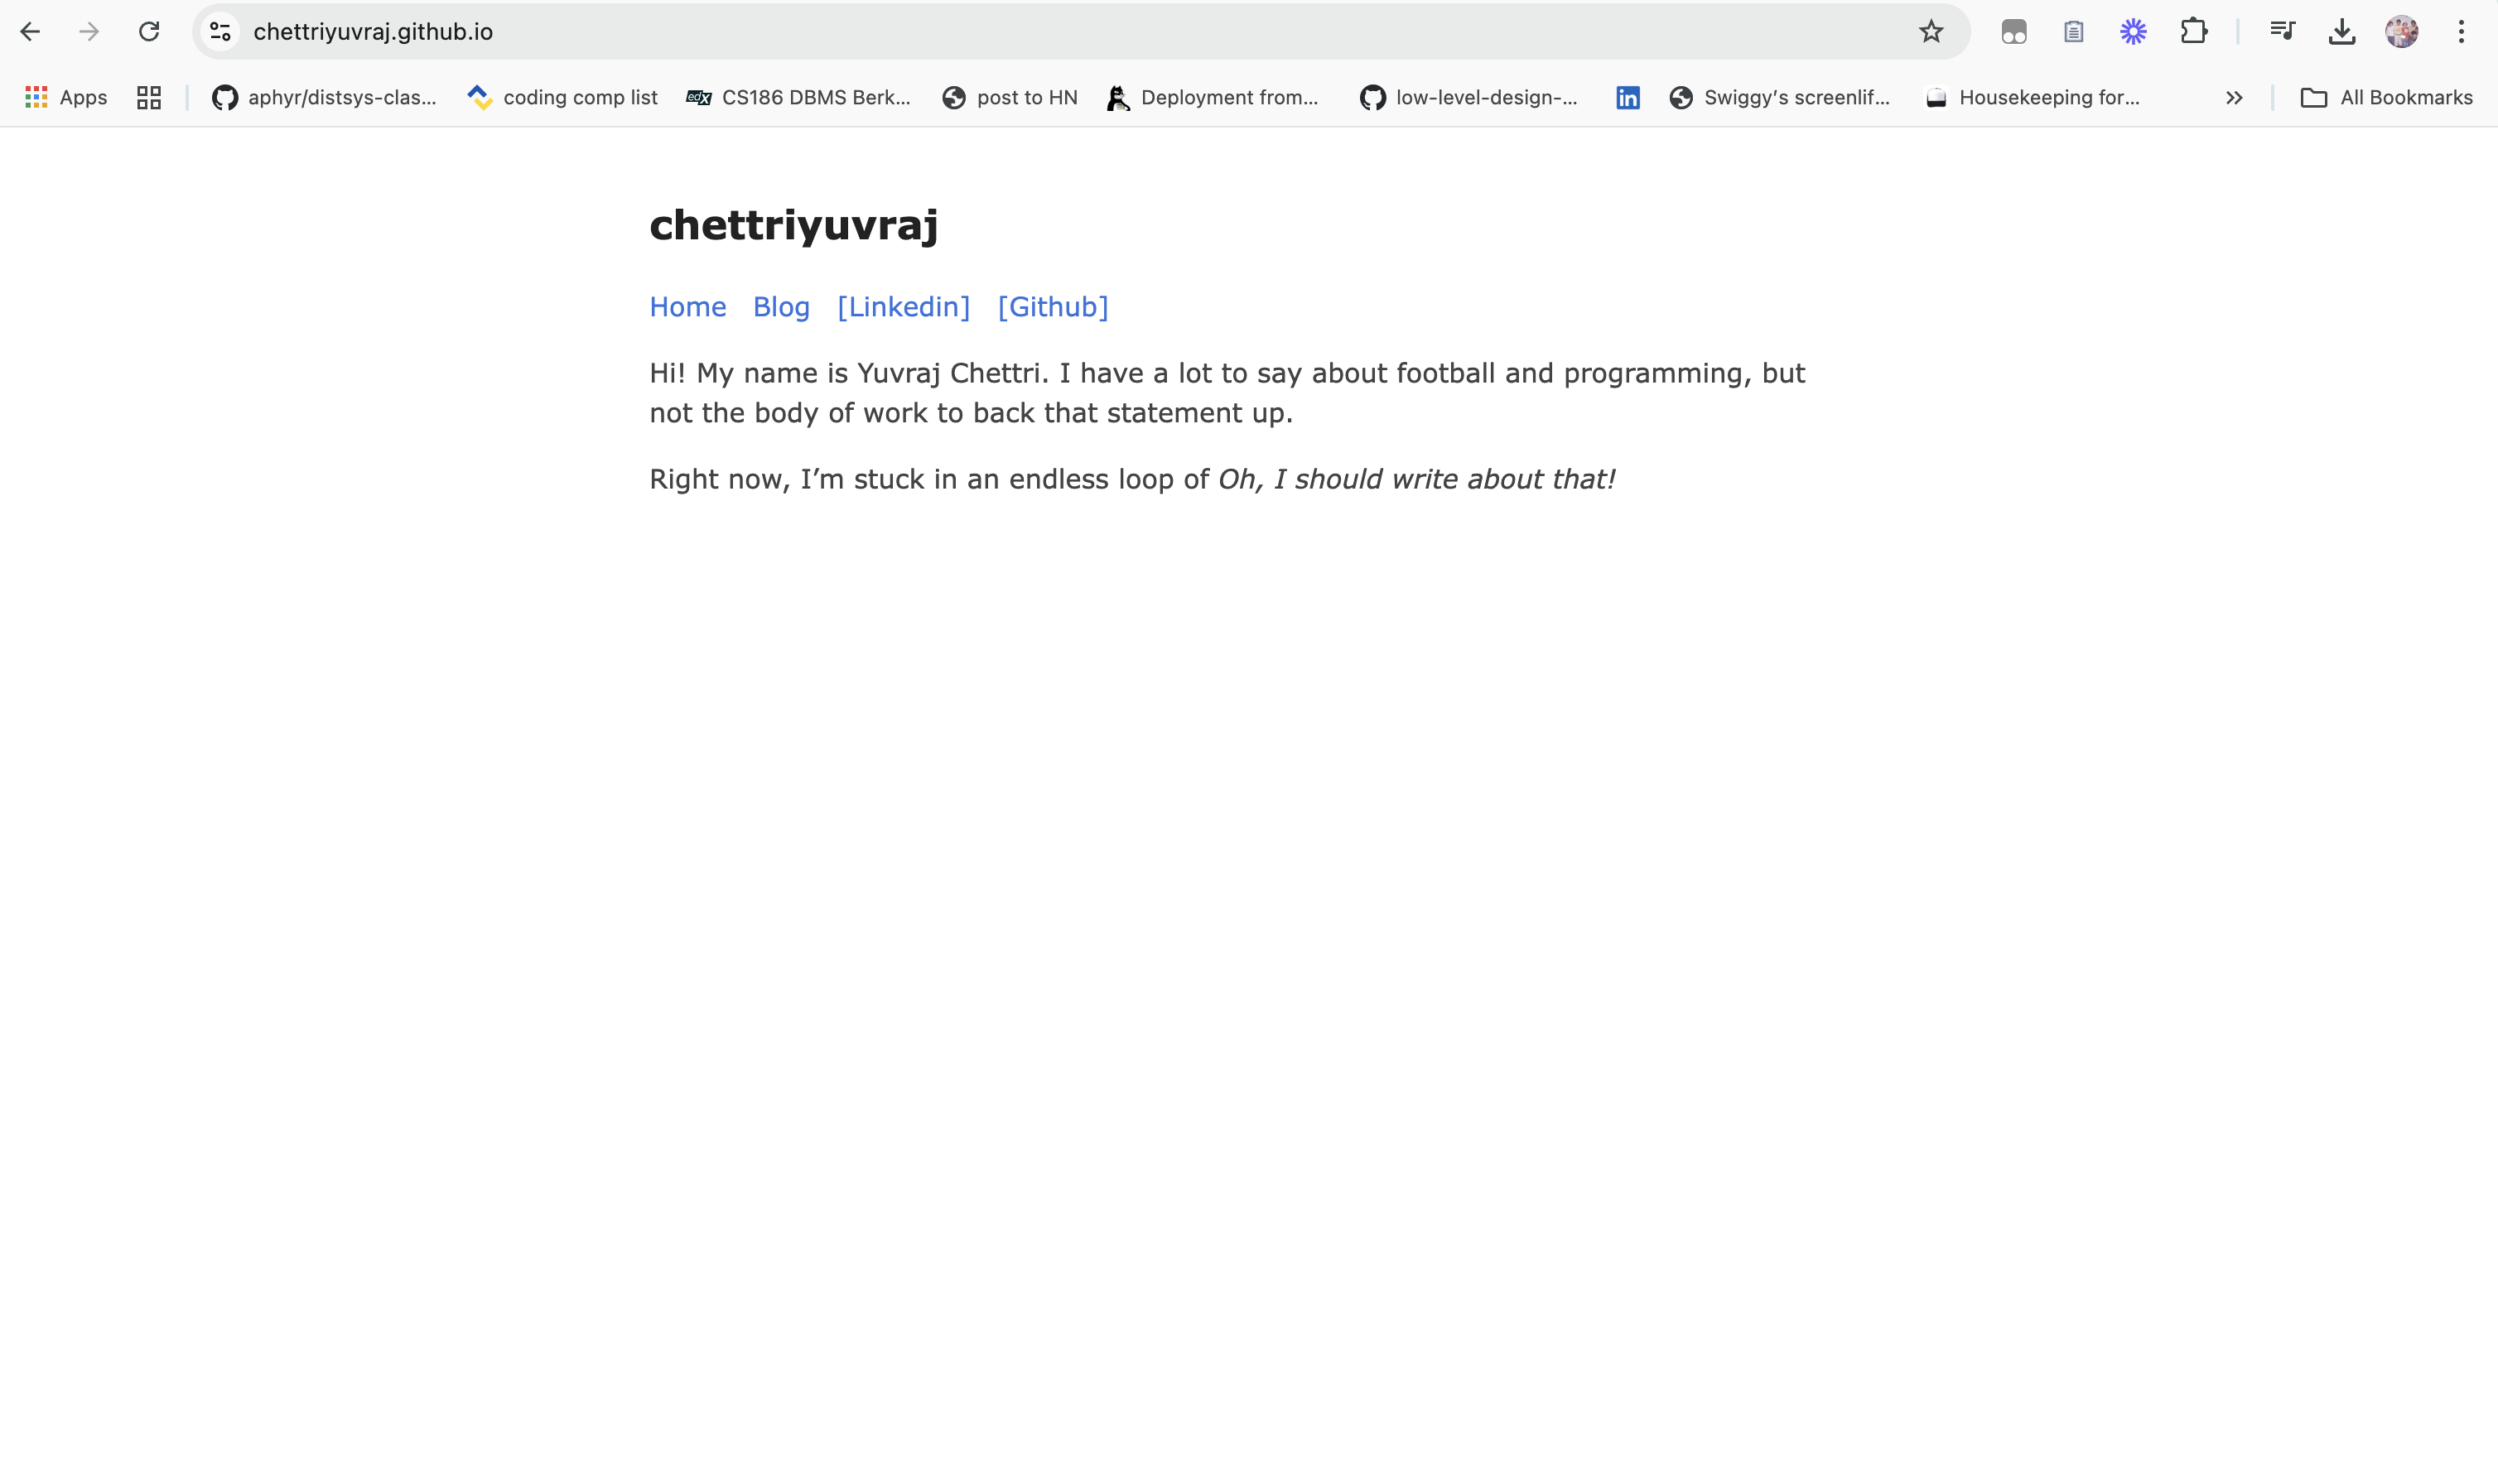 chettriyuvraj.github.io
Apps
aphyr/distsys-clas...
coding comp list
edX
CS186 DBMS Berk...
post to HN
Deployment from...
low-level-design-...
in
Swiggy’s screenlif...
Housekeeping for...
All Bookmarks
chettriyuvraj
Home Blog [Linkedin] [Github]
Hi! My name is Yuvraj Chettri. I have a lot to say about football and programming, but
not the body of work to back that statement up.
Right now, I’m stuck in an endless loop of Oh, I should write about that!